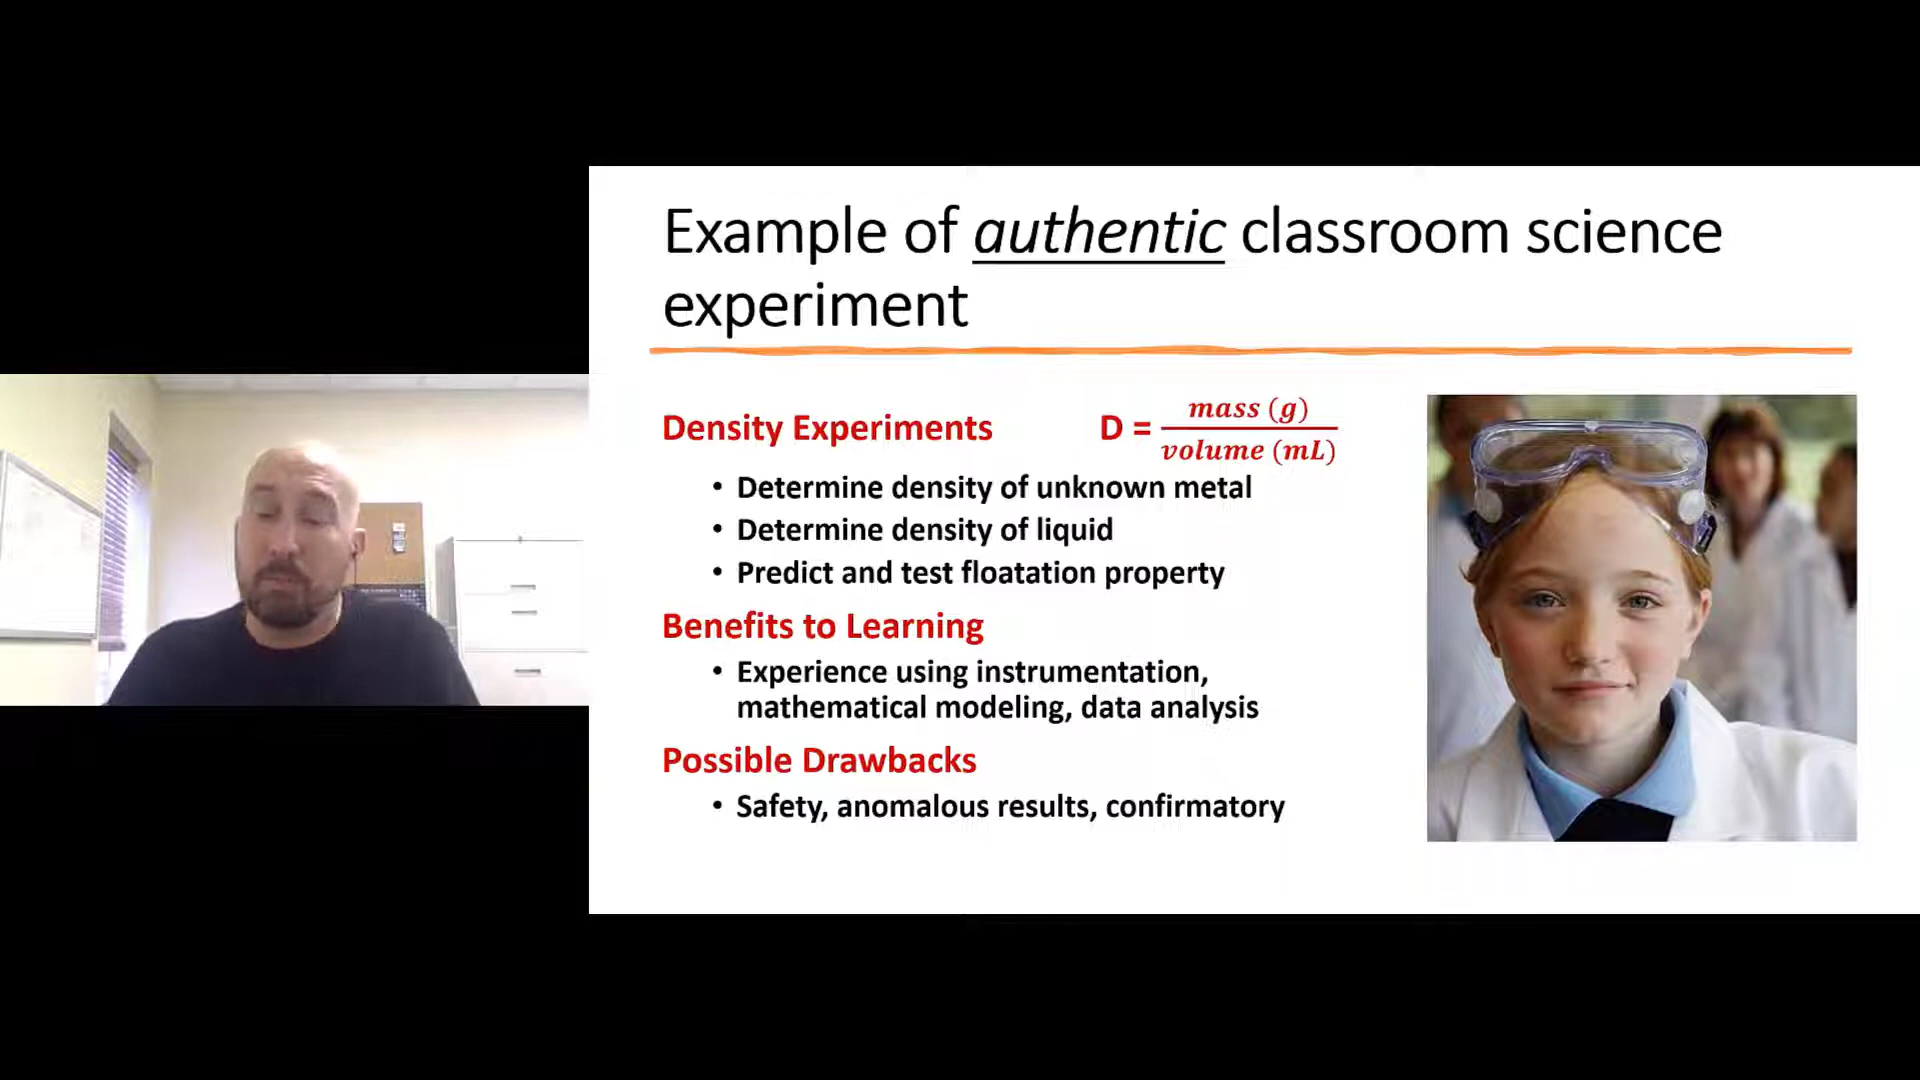 Example of authentic classroom science
experiment
Density Experiments D = mass (g) / volume (mL)
• Determine density of unknown metal
• Determine density of liquid
• Predict and test floatation property
Benefits to Learning
• Experience using instrumentation,
mathematical modeling, data analysis
Possible Drawbacks
• Safety, anomalous results, confirmatory